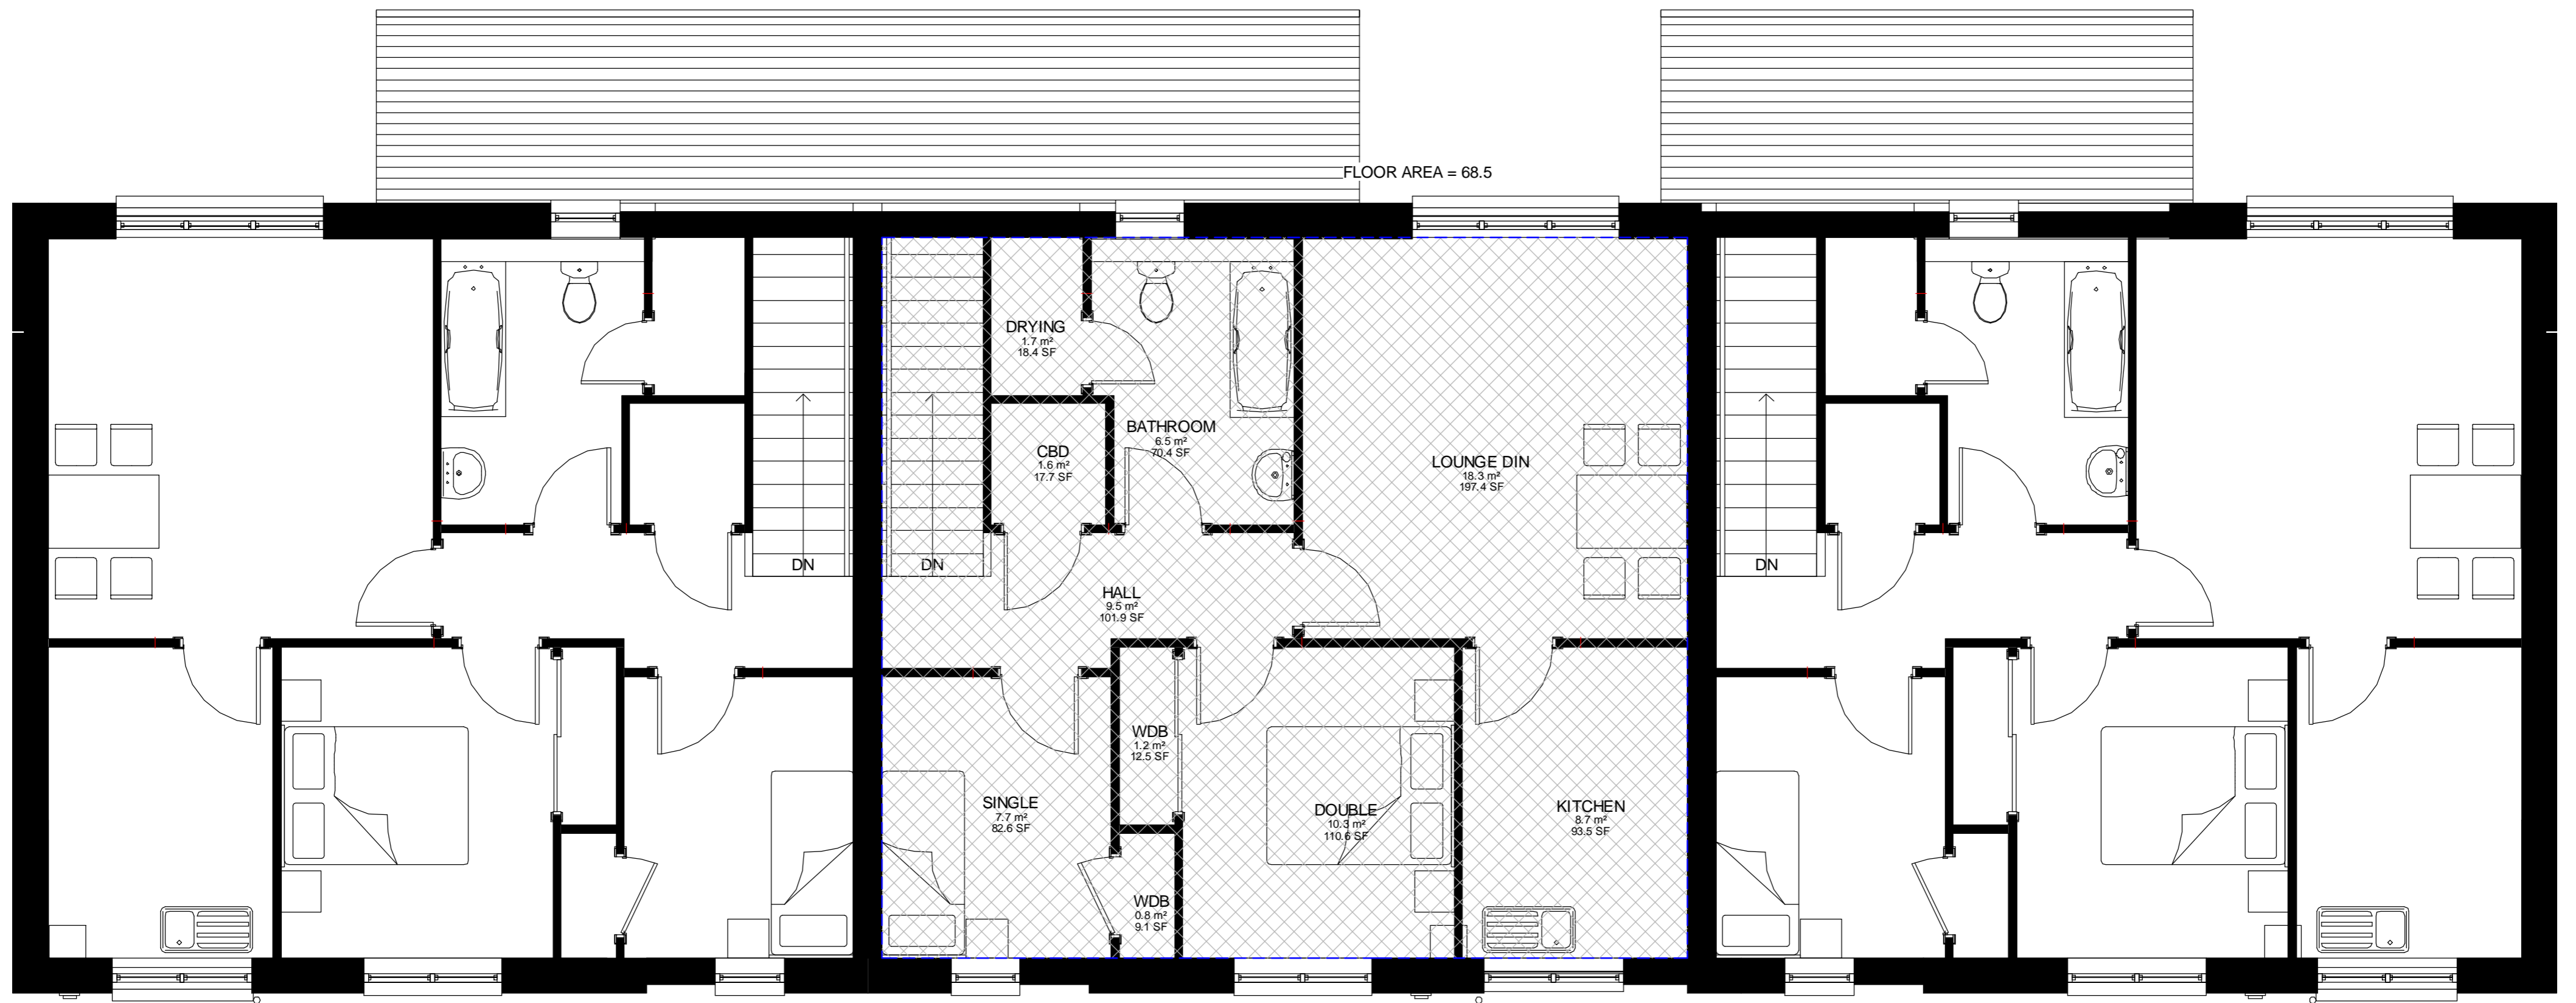 FLOOR AREA = 68.5
DRYING
1.7 m²
18.4 SF
CBD
1.6 m²
17.7 SF
BATHROOM
6.5 m²
70.4 SF
LOUNGE DIN
18.3 m²
197.4 SF
DN
DN
DN
HALL
9.5 m²
101.9 SF
WDB
1.2 m²
12.5 SF
SINGLE
7.7 m²
82.6 SF
DOUBLE
10.3 m²
110.6 SF
KITCHEN
8.7 m²
93.5 SF
WDB
0.8 m²
9.1 SF